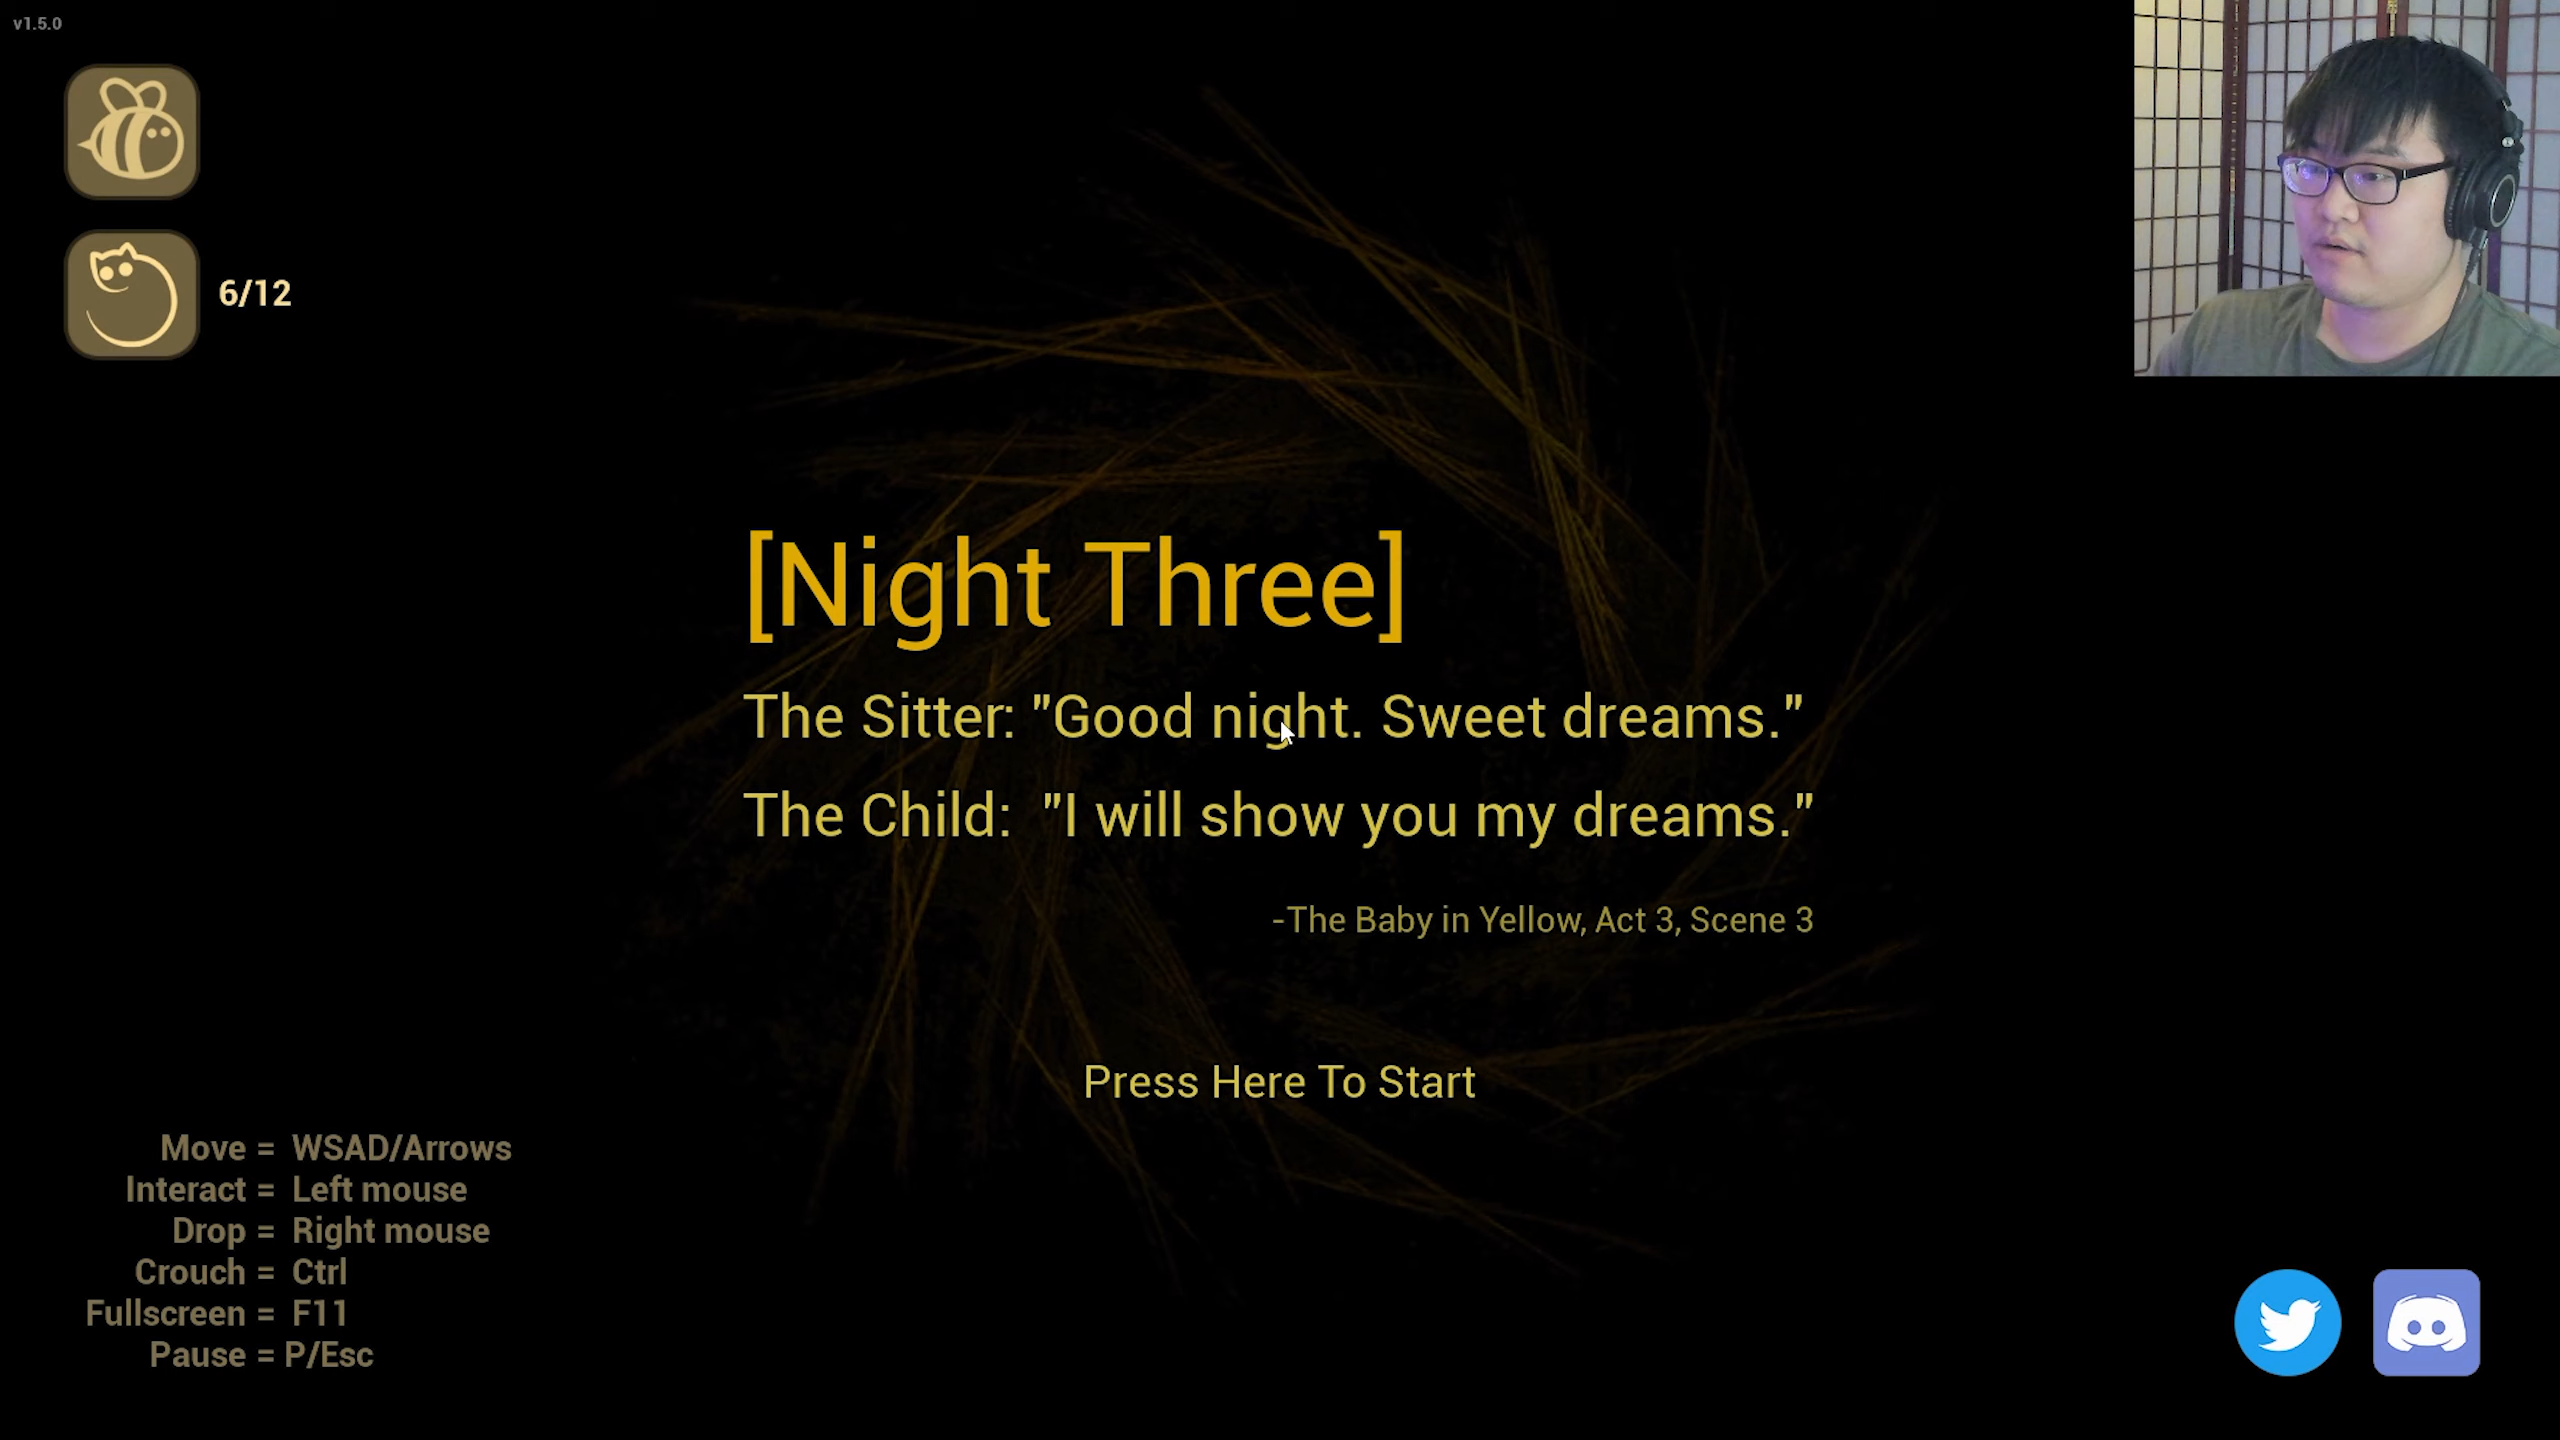 v1.5.0
6/12
[Night Three]
The Sitter: "Good night. Sweet dreams."
The Child:  "I will show you my dreams."
-The Baby in Yellow, Act 3, Scene 3
Press Here To Start
Move = WSAD/Arrows
Interact = Left mouse
Drop = Right mouse
Crouch = Ctrl
Fullscreen = F11
Pause = P/Esc